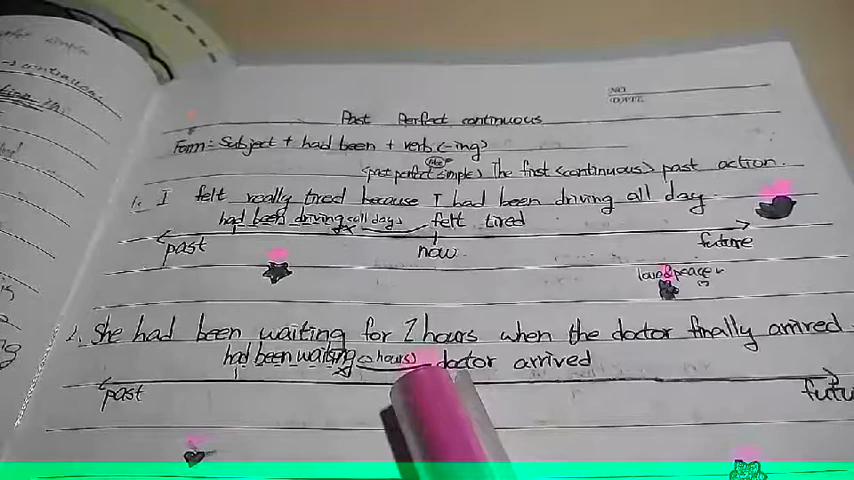 NO.
DATE
Past Perfect continuous
Form: Subject + had been + verb (-ing)
like
(past perfect simple) The first <continuous> past action.
1. I felt really tired because I had been driving all day
had been driving (all day) felt tired
past now future
love & peace
2. She had been waiting for 2 hours when the doctor finally arrived.
had been waiting (2 hours) doctor arrived
past futu